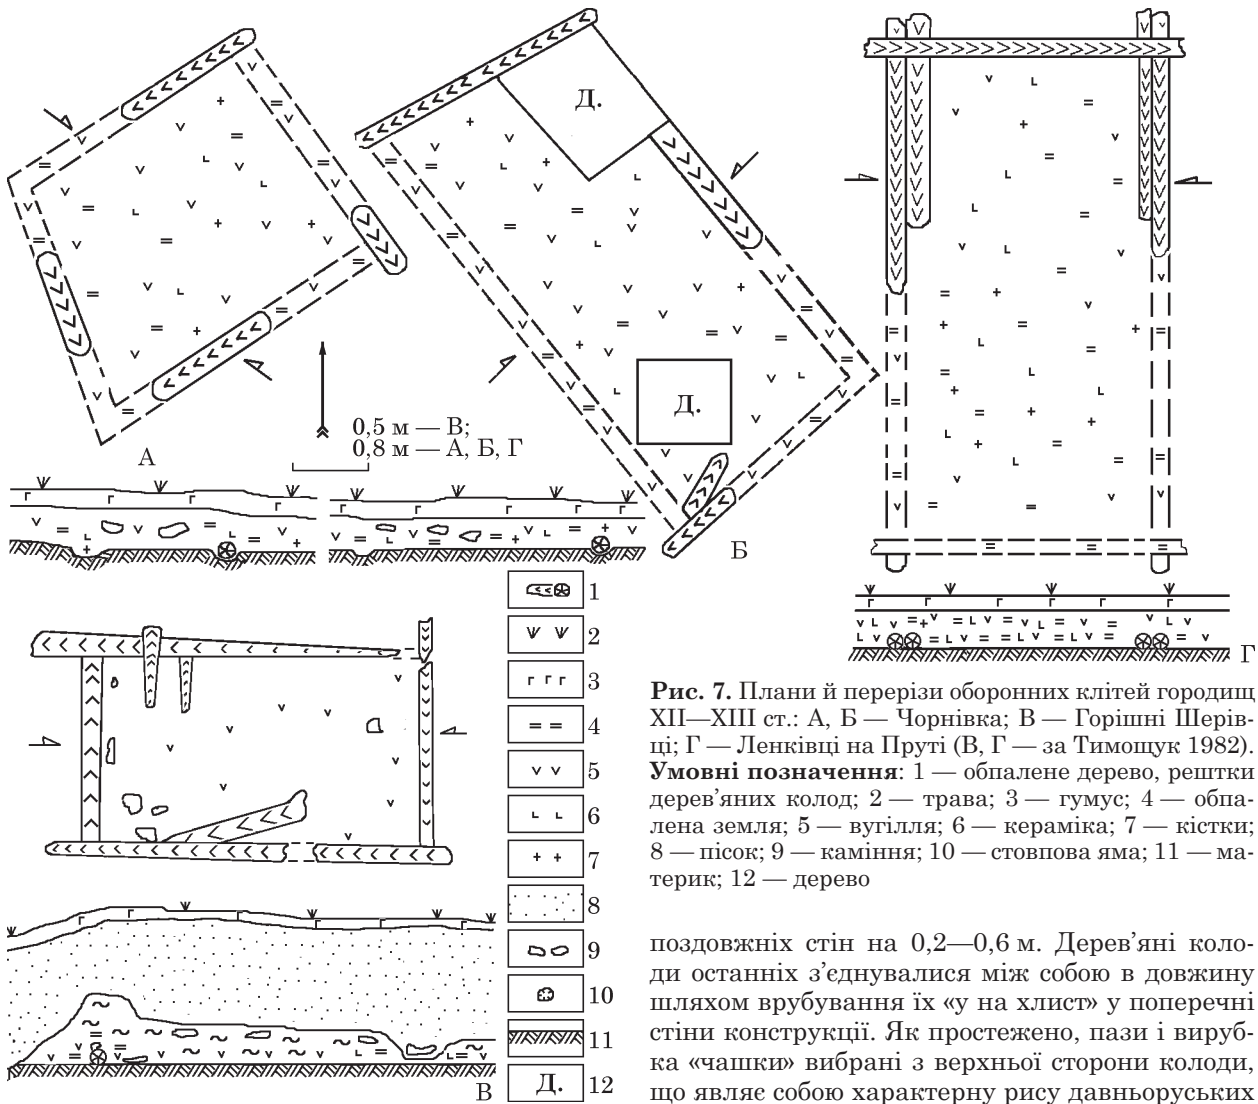 Д.
Д.
0,5 м — В;
0,8 м — А, Б, Г
А
Б
Г
В
1
2
3
4
5
6
7
8
9
10
11
Д. 12
Рис. 7. Плани й перерізи оборонних клітей городищ
XII—XIII ст.: А, Б — Чорнівка; В — Горішні Шерів-
ці; Г — Ленківці на Пруті (В, Г — за Тимощук 1982).
Умовні позначення: 1 — обпалене дерево, рештки
дерев'яних колод; 2 — трава; 3 — гумус; 4 — обпа-
лена земля; 5 — вугілля; 6 — кераміка; 7 — кістки;
8 — пісок; 9 — каміння; 10 — стовпова яма; 11 — ма-
терик; 12 — дерево
поздовжніх стін на 0,2—0,6 м. Дерев'яні коло-
ди останніх з'єднувалися між собою в довжину
шляхом врубування їх «у на хлист» у поперечні
стіни конструкції. Як простежено, пази і вируб-
ка «чашки» вибрані з верхньої сторони колоди,
що являє собою характерну рису давньоруських